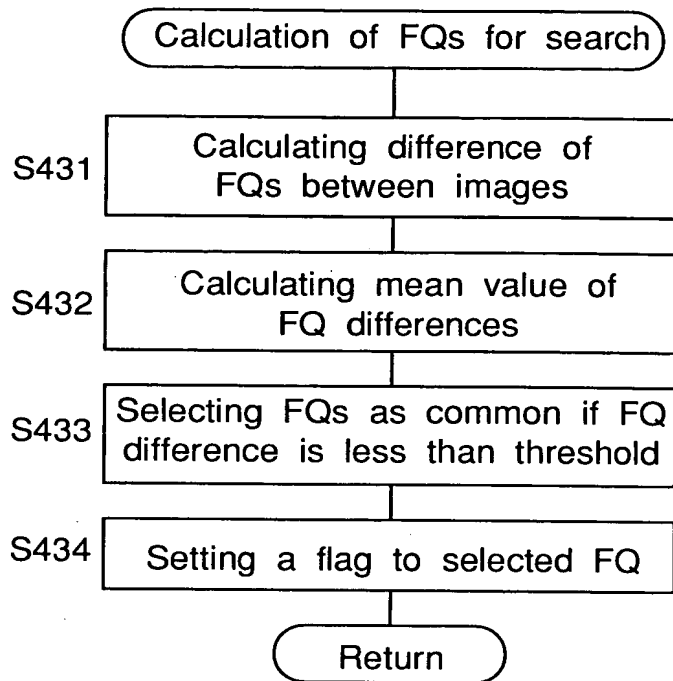 Calculation of FQs for search
S431
Calculating difference of
FQs between images
S432
Calculating mean value of
FQ differences
S433
Selecting FQs as common if FQ
difference is less than threshold
S434
Setting a flag to selected FQ
Return